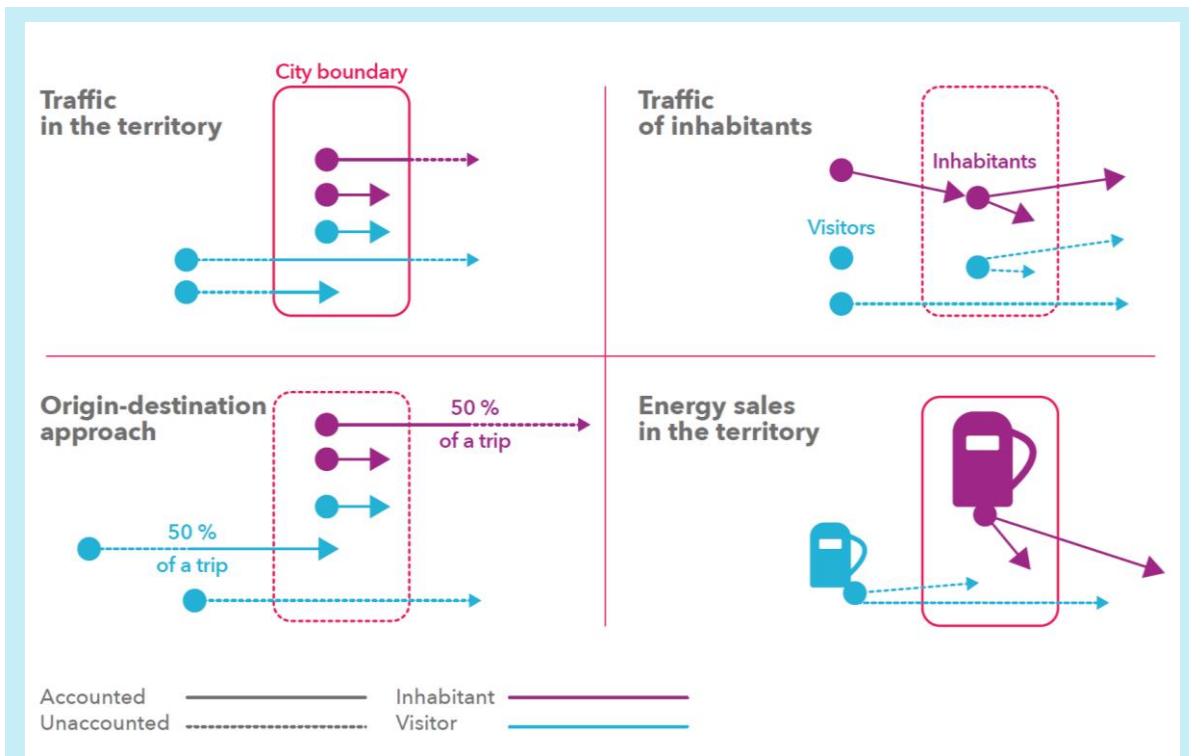 City boundary
Traffic
in the territory
Traffic
of inhabitants
Inhabitants
Visitors
Origin-destination
approach
50 %
of a trip
50 %
of a trip
Energy sales
in the territory
Accounted
Unaccounted
Inhabitant
Visitor